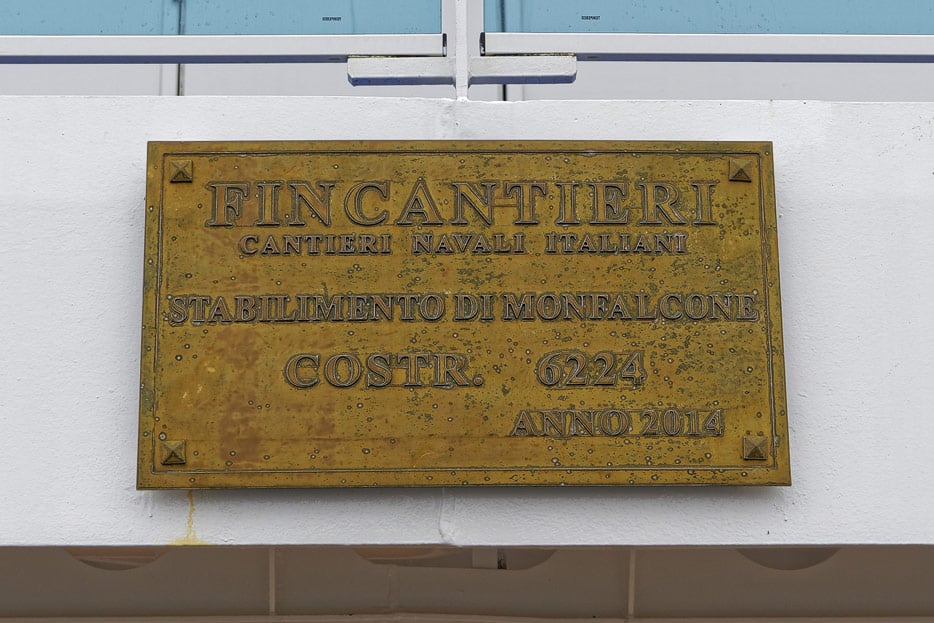 FINCANTIERI
CANTIERI NAVALI ITALIANI
STABILIMENTO DI MONFALCONE
COSTR. 6224
ANNO 2014